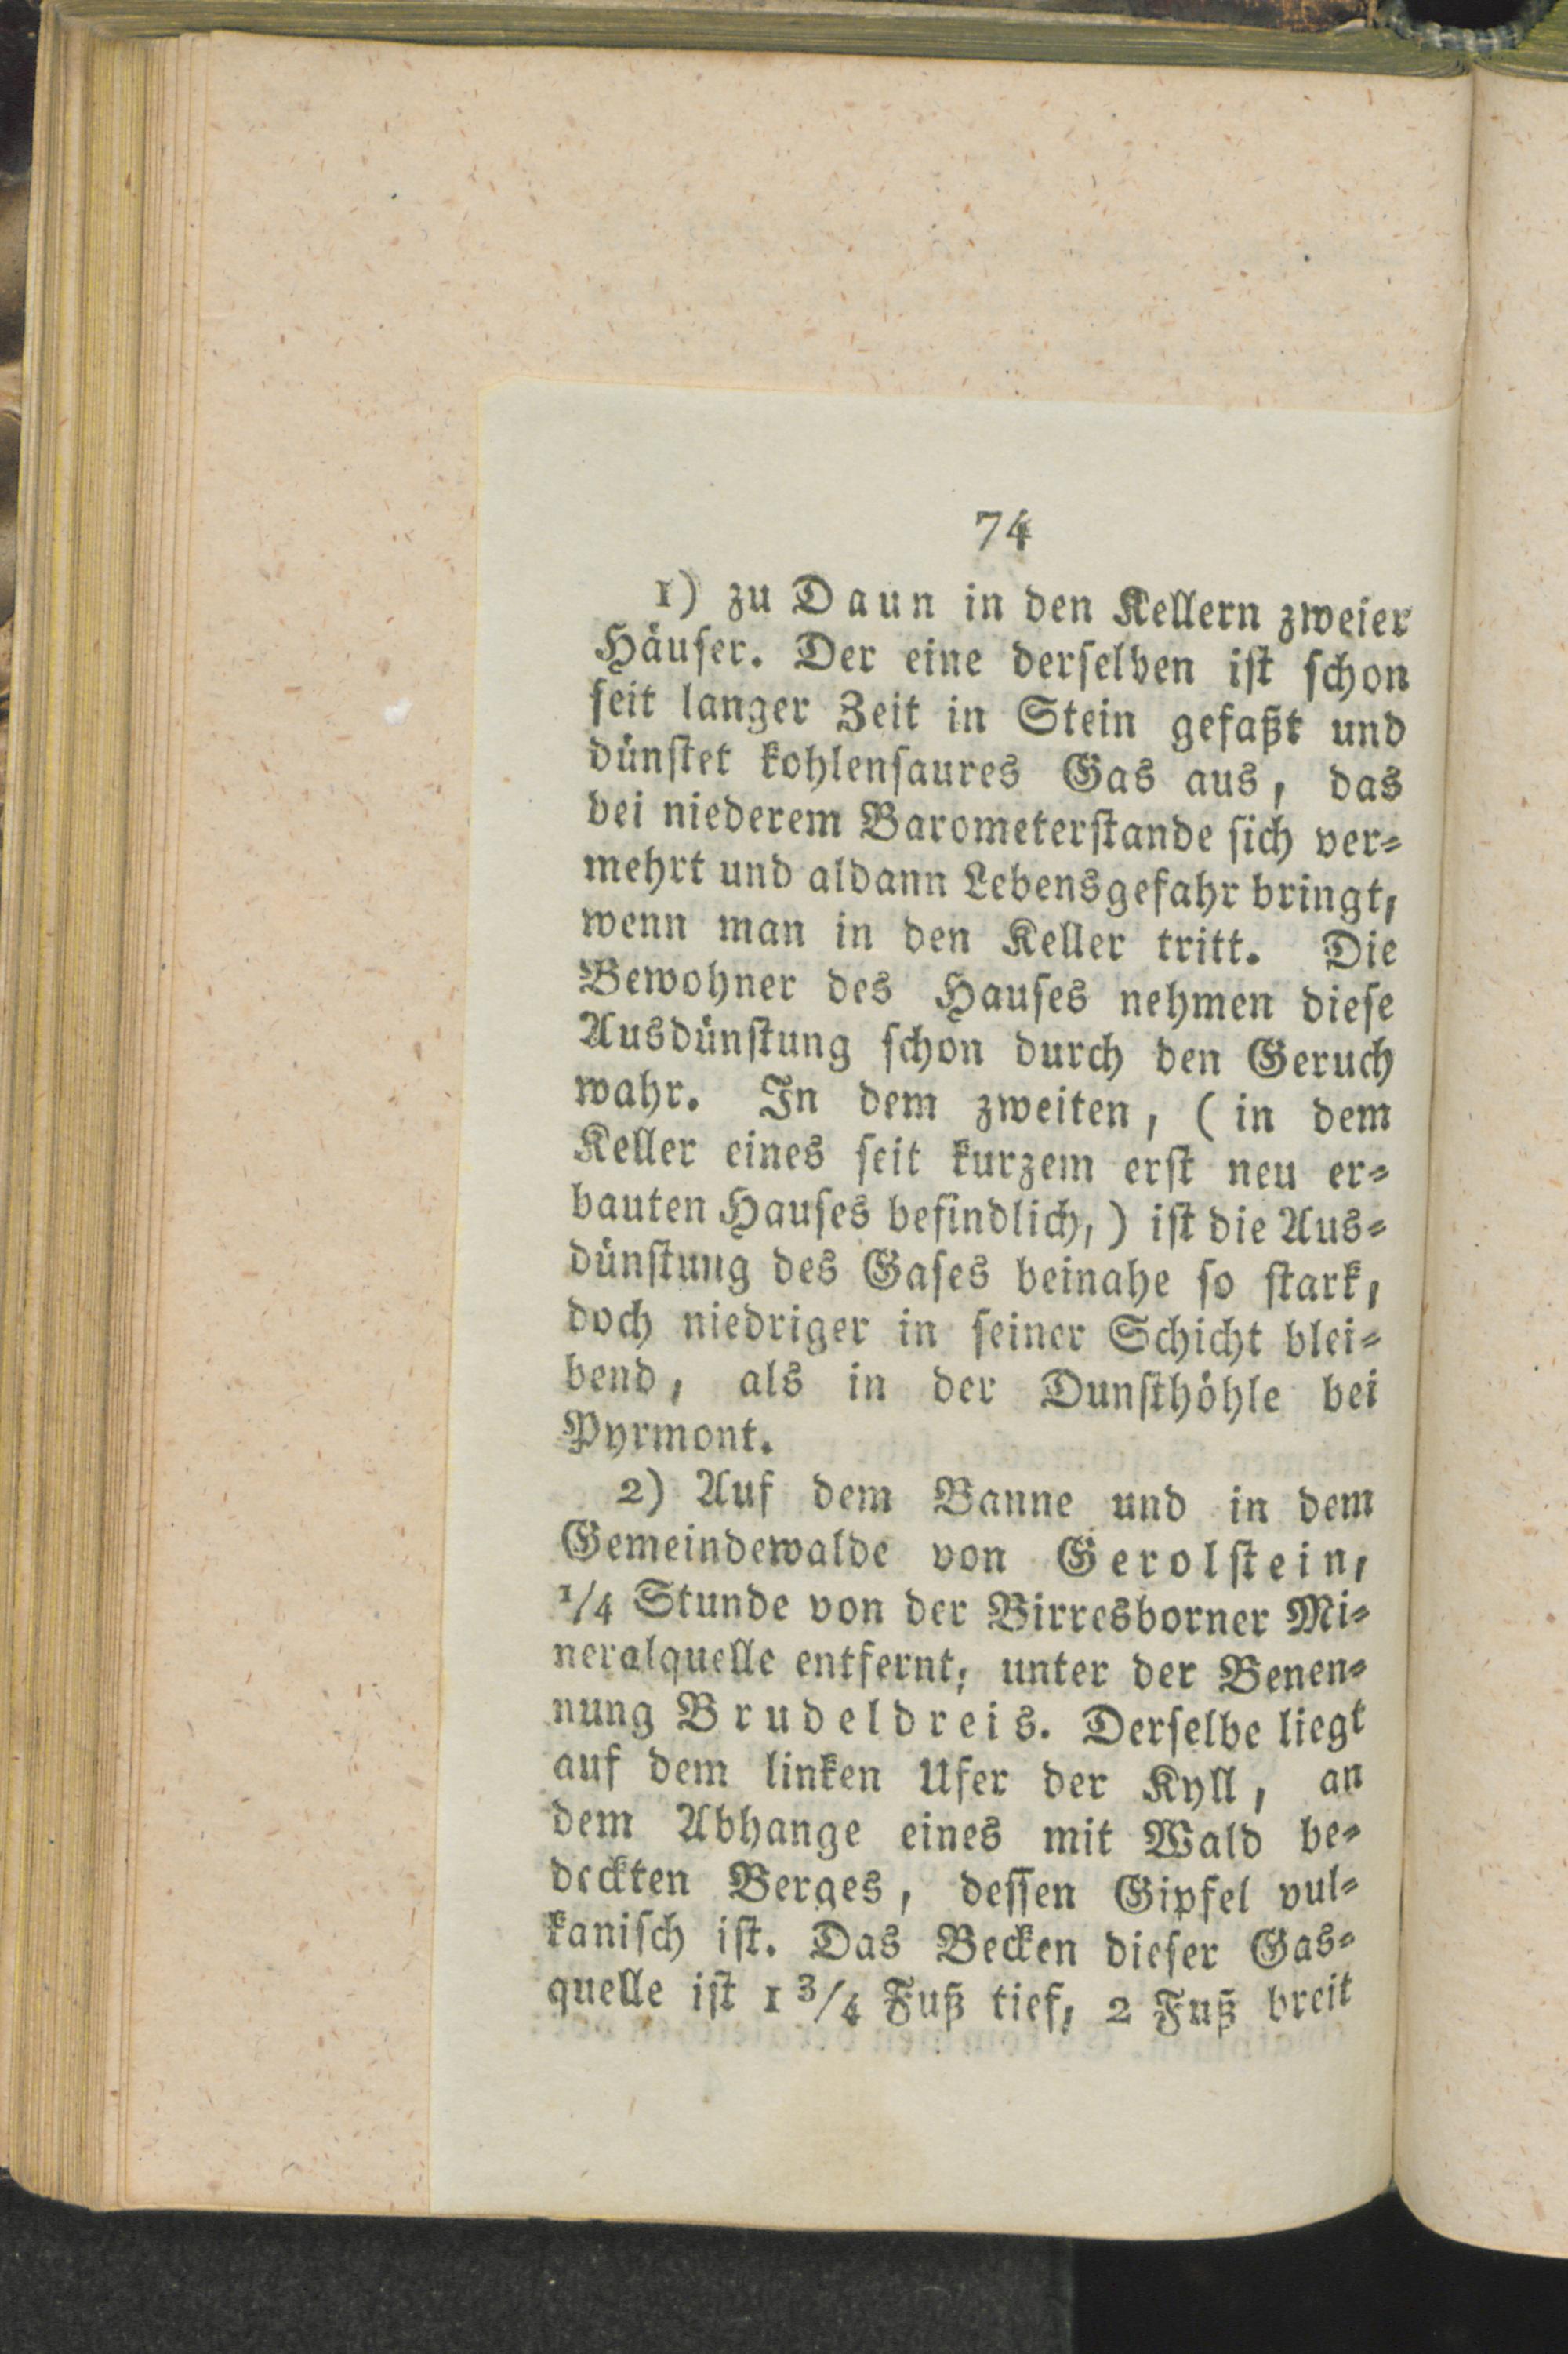 74
1) zu Daun in den Kellern zweier
Häuſer. Der eine derſelben iſt ſchon
ſeit langer Zeit in Stein gefaßt und
dünſtet kohlenſaures Gas aus, das
bei niederem Barometerſtande ſich ver⸗
mehrt und aldann Lebensgefahr bringt,
wenn man in den Keller tritt. Die
Bewohner des Hauſes nehmen dieſe
Ausdünſtung ſchon durch den Geruch
wahr. In dem zweiten, (in dem
Keller eines ſeit kurzem erſt neu er⸗
bauten Hauſes befindlich,) iſt die Aus⸗
dünſtung des Gaſes beinahe ſo ſtark,
doch niedriger in ſeiner Schicht blei⸗
bend, als in der Dunſthöhle bei
Pyrmont.
2) Auf dem Banne und in dem
Gemeindewalde von Gerolſtein,
1/4 Stunde von der Birresborner Mi⸗
neralquelle entfernt, unter der Benen⸗
nung Brudeldreis. Derſelbe liegt
auf dem linken Ufer der Kyll, an
dem Abhange eines mit Wald be⸗
deckten Berges, deſſen Gipfel vul⸗
kaniſch iſt. Das Becken dieſer Gas⸗
quelle iſt 1 3/4 Fuß tief, 2 Fuß breit